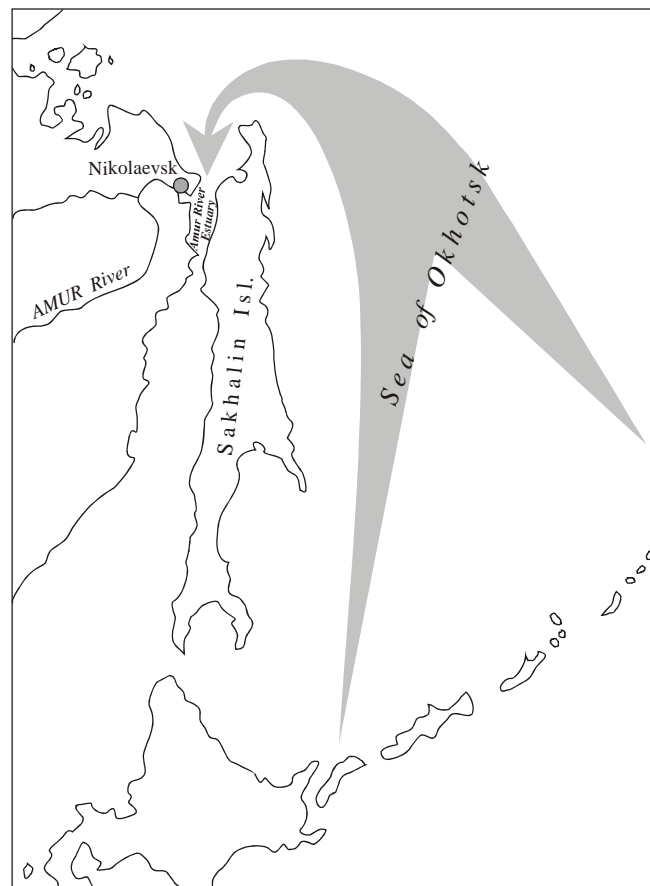 Nikolaevsk
Amur River
Estuary
AMUR River
Sakhalin Isl.
Sea of Okhotsk